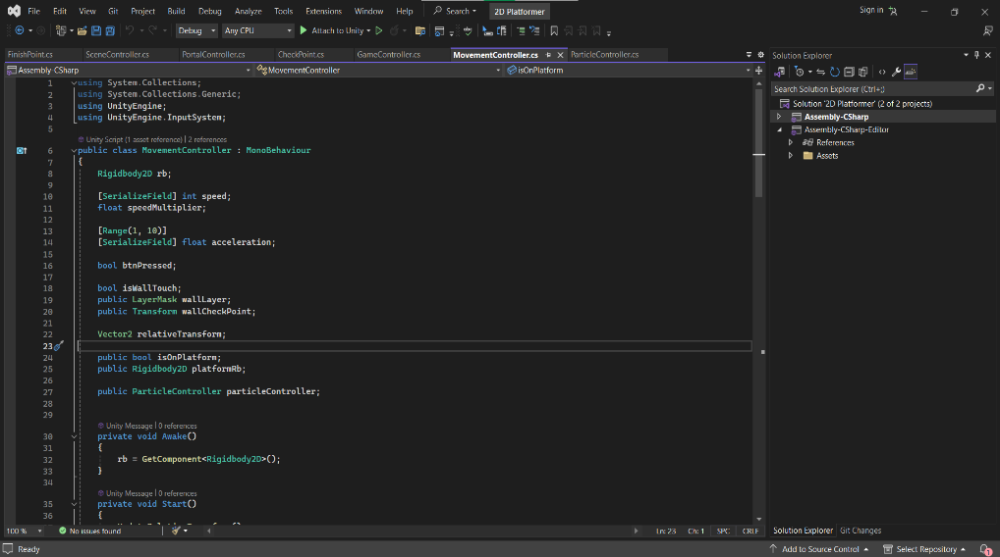 File Edit View Git Project Build Debug Analyze Tools Extensions Window Help Search 2D Platformer Sign in
Debug Any CPU Attach to Unity
FinishPoint.cs SceneController.cs PortalController.cs CheckPoint.cs GameController.cs MovementController.cs ParticleController.cs
Assembly-CSharp MovementController isOnPlatform
1 using System.Collections;
2 using System.Collections.Generic;
3 using UnityEngine;
4 using UnityEngine.InputSystem;
5
Unity Script (1 asset reference) | 2 references
6 public class MovementController : MonoBehaviour
7 {
8 Rigidbody2D rb;
9
10 [SerializeField] int speed;
11 float speedMultiplier;
12
13 [Range(1, 10)]
14 [SerializeField] float acceleration;
15
16 bool btnPressed;
17
18 bool isWallTouch;
19 public LayerMask wallLayer;
20 public Transform wallCheckPoint;
21
22 Vector2 relativeTransform;
23
24 public bool isOnPlatform;
25 public Rigidbody2D platformRb;
26
27 public ParticleController particleController;
28
29
Unity Message | 0 references
30 private void Awake()
31 {
32 rb = GetComponent<Rigidbody2D>();
33 }
34
Unity Message | 0 references
35 private void Start()
36 {
100 % No issues found Ln: 23 Ch: 1 SPC CRLF
Solution Explorer
Search Solution Explorer (Ctrl+;)
Solution '2D Platformer' (2 of 2 projects)
Assembly-CSharp
Assembly-CSharp-Editor
References
Assets
Solution Explorer Git Changes
Ready Add to Source Control Select Repository 1